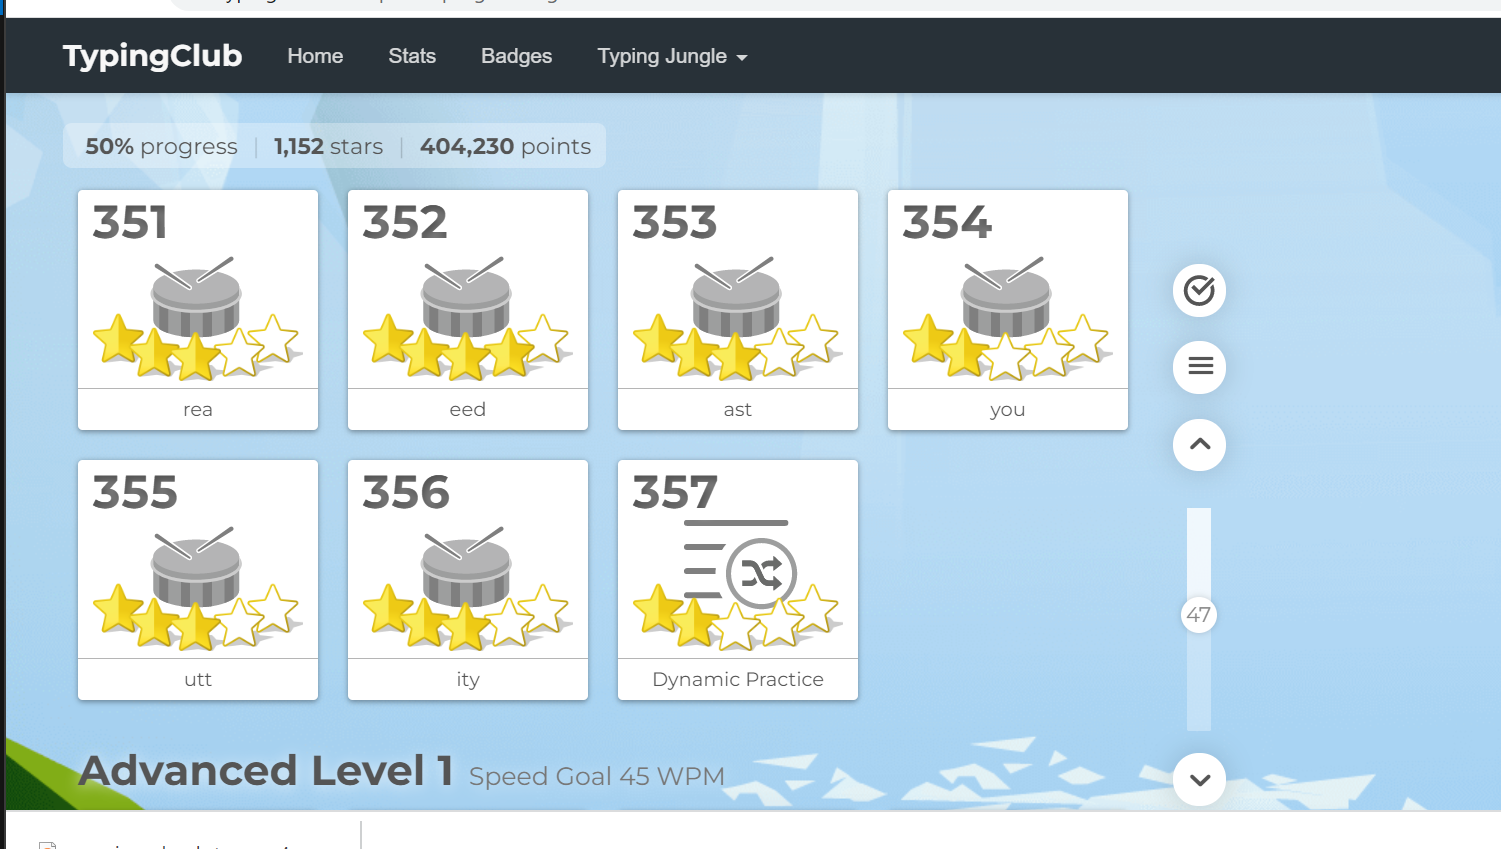 TypingClub Home Stats Badges Typing Jungle
50% progress | 1,152 stars | 404,230 points
351 352 353 354
rea eed ast you
355 356 357
utt ity Dynamic Practice
47
Advanced Level 1 Speed Goal 45 WPM